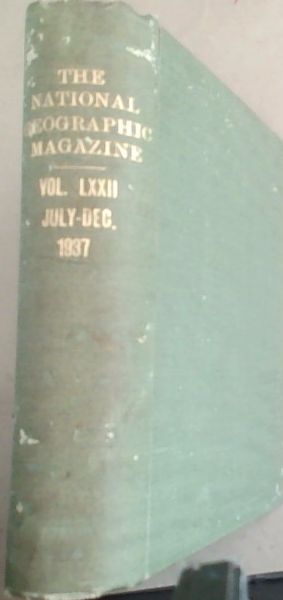 THE
NATIONAL
GEOGRAPHIC
MAGAZINE
VOL. LXXII
JULY-DEC.
1937